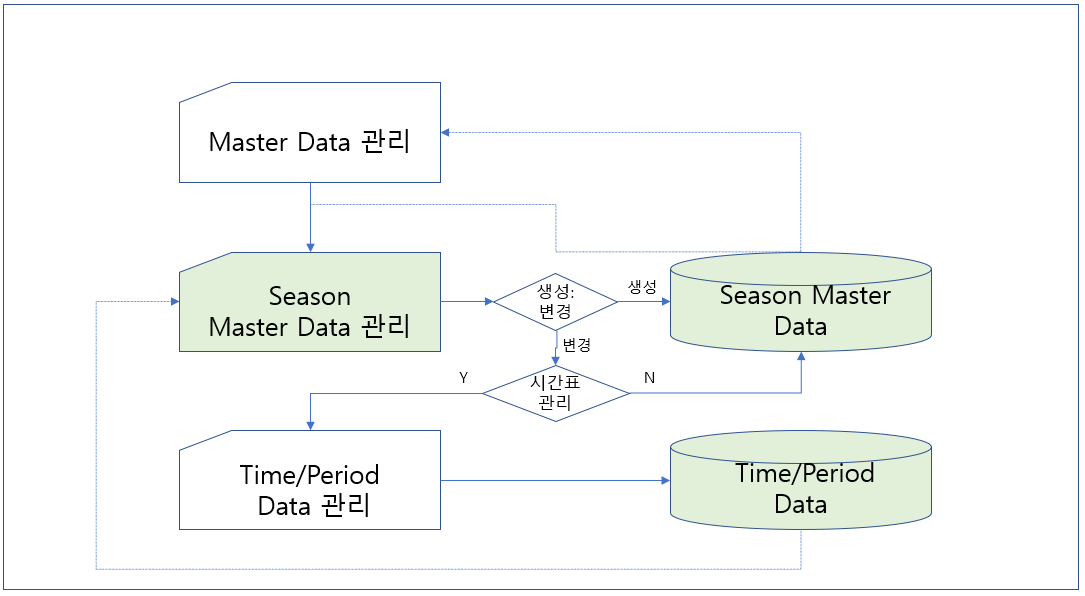 Master Data 관리
Season
Master Data 관리
생성:
변경
생성
Season Master
Data
변경
Y
시간표
관리
N
Time/Period
Data 관리
Time/Period
Data